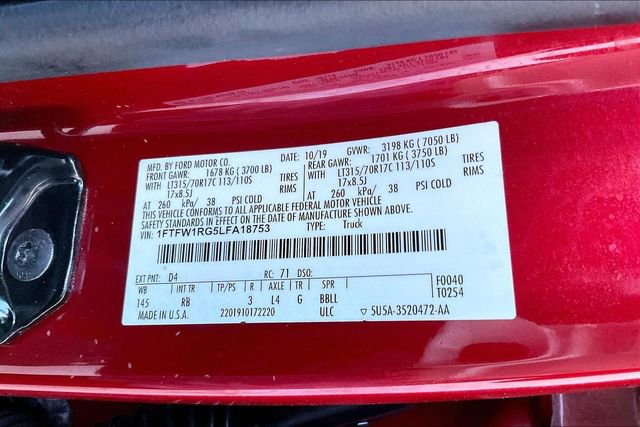 MFD. BY FORD MOTOR CO. DATE: 10/19 GVWR: 3198 KG ( 7050 LB)
FRONT GAWR: 1678 KG ( 3700 LB) REAR GAWR: 1701 KG ( 3750 LB)
WITH LT315/70R17C 113/110S TIRES WITH LT315/70R17C 113/110S TIRES
17x8.5J RIMS 17x8.5J RIMS
AT 260 kPa/ 38 PSI COLD AT 260 kPa/ 38 PSI COLD
THIS VEHICLE CONFORMS TO ALL APPLICABLE FEDERAL MOTOR VEHICLE
SAFETY STANDARDS IN EFFECT ON THE DATE OF MANUFACTURE SHOWN ABOVE.
VIN: 1FTFW1RG5LFA18753 TYPE: Truck
EXT PNT: D4 RC: 71 DSO: F0040
WB INT TR TP/PS R AXLE TR SPR T0254
145 RB 3 L4 G BBLL
MADE IN U.S.A. 2201910172220 ULC ▽ 5U5A-3520472-AA